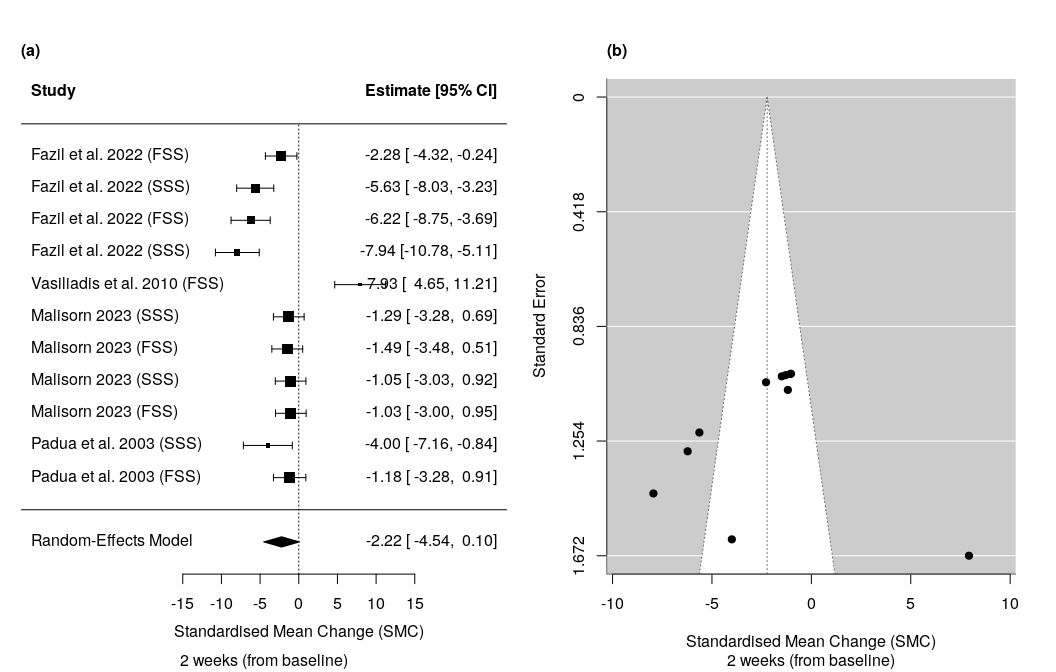 (a)
Study Estimate [95% CI]
Fazil et al. 2022 (FSS) -2.28 [ -4.32, -0.24]
Fazil et al. 2022 (SSS) -5.63 [ -8.03, -3.23]
Fazil et al. 2022 (FSS) -6.22 [ -8.75, -3.69]
Fazil et al. 2022 (SSS) -7.94 [-10.78, -5.11]
Vasiliadis et al. 2010 (FSS) 7.93 [ 4.65, 11.21]
Malisorn 2023 (SSS) -1.29 [ -3.28, 0.69]
Malisorn 2023 (FSS) -1.49 [ -3.48, 0.51]
Malisorn 2023 (SSS) -1.05 [ -3.03, 0.92]
Malisorn 2023 (FSS) -1.03 [ -3.00, 0.95]
Padua et al. 2003 (SSS) -4.00 [ -7.16, -0.84]
Padua et al. 2003 (FSS) -1.18 [ -3.28, 0.91]
Random-Effects Model -2.22 [ -4.54, 0.10]
-15 -10 -5 0 5 10 15
Standardised Mean Change (SMC)
2 weeks (from baseline)
(b)
Standard Error
0
0.418
0.836
1.254
1.672
-10 -5 0 5 10
Standardised Mean Change (SMC)
2 weeks (from baseline)